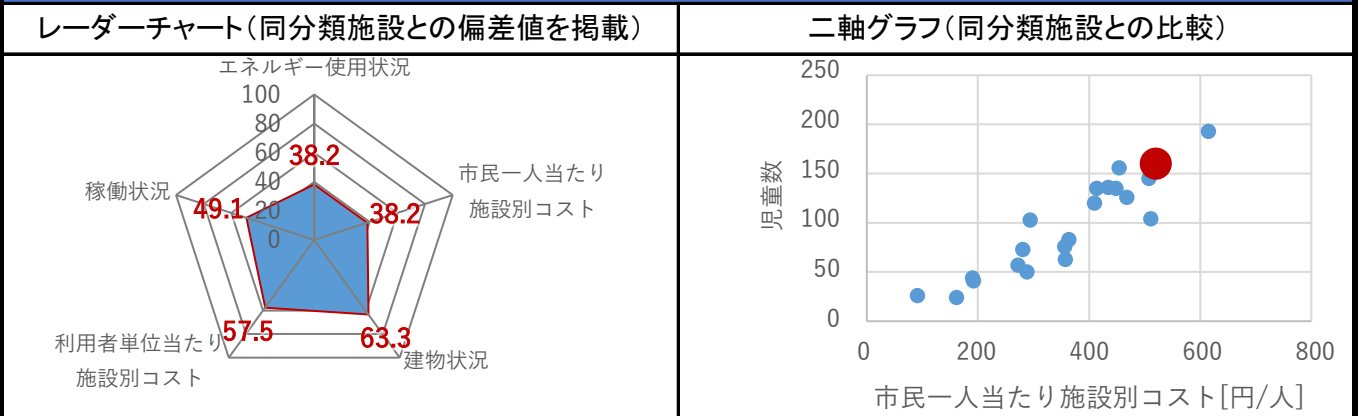 レーダーチャート(同分類施設との偏差値を掲載)
エネルギー使用状況
100
80
60
40
20
0
38.2
市民一人当たり
施設別コスト
38.2
稼働状況
49.1
利用者単位当たり
施設別コスト
57.5
63.3
建物状況
二軸グラフ(同分類施設との比較)
250
200
150
100
50
0
児童数
0 200 400 600 800
市民一人当たり施設別コスト[円/人]